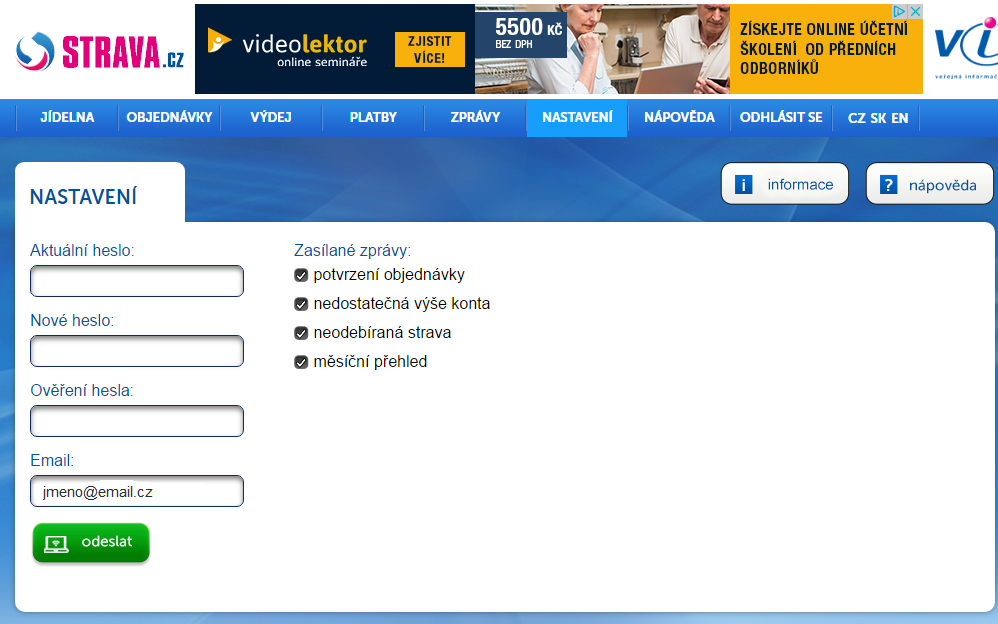 STRAVA.cz
videolektor
online semináře
ZJISTIT
VÍCE!
5500 KČ
BEZ DPH
ZÍSKEJTE ONLINE ÚČETNÍ
ŠKOLENÍ OD PŘEDNÍCH
ODBORNÍKŮ
veřejná informač
JÍDELNA OBJEDNÁVKY VÝDEJ PLATBY ZPRÁVY NASTAVENÍ NÁPOVĚDA ODHLÁSIT SE CZ SK EN
NASTAVENÍ
informace
nápověda
Aktuální heslo:
Nové heslo:
Ověření hesla:
Email:
jmeno@email.cz
odeslat
Zasílané zprávy:
potvrzení objednávky
nedostatečná výše konta
neodebíraná strava
měsíční přehled